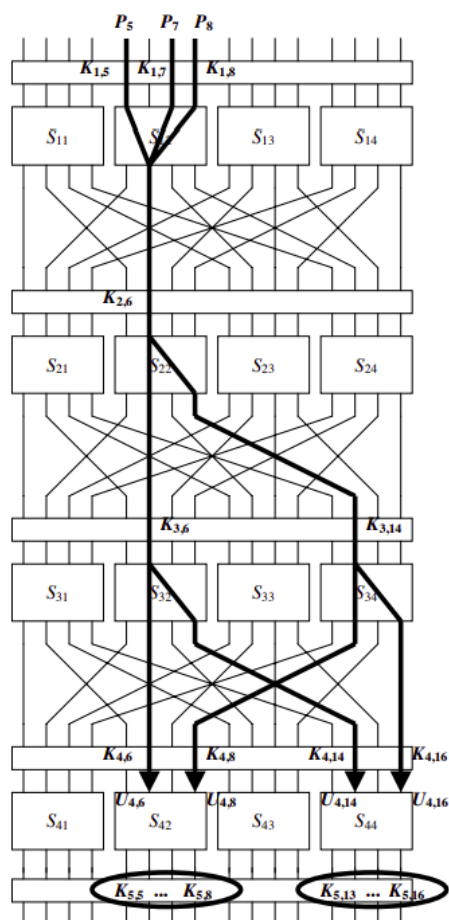 P5 P7 P8
K1,5 K1,7 K1,8
S11 S12 S13 S14
K2,6
S21 S22 S23 S24
K3,6 K3,14
S31 S32 S33 S34
K4,6 K4,8 K4,14 K4,16
U4,6 U4,8 U4,14 U4,16
S41 S42 S43 S44
K5,5 ... K5,8 K5,13 ... K5,16